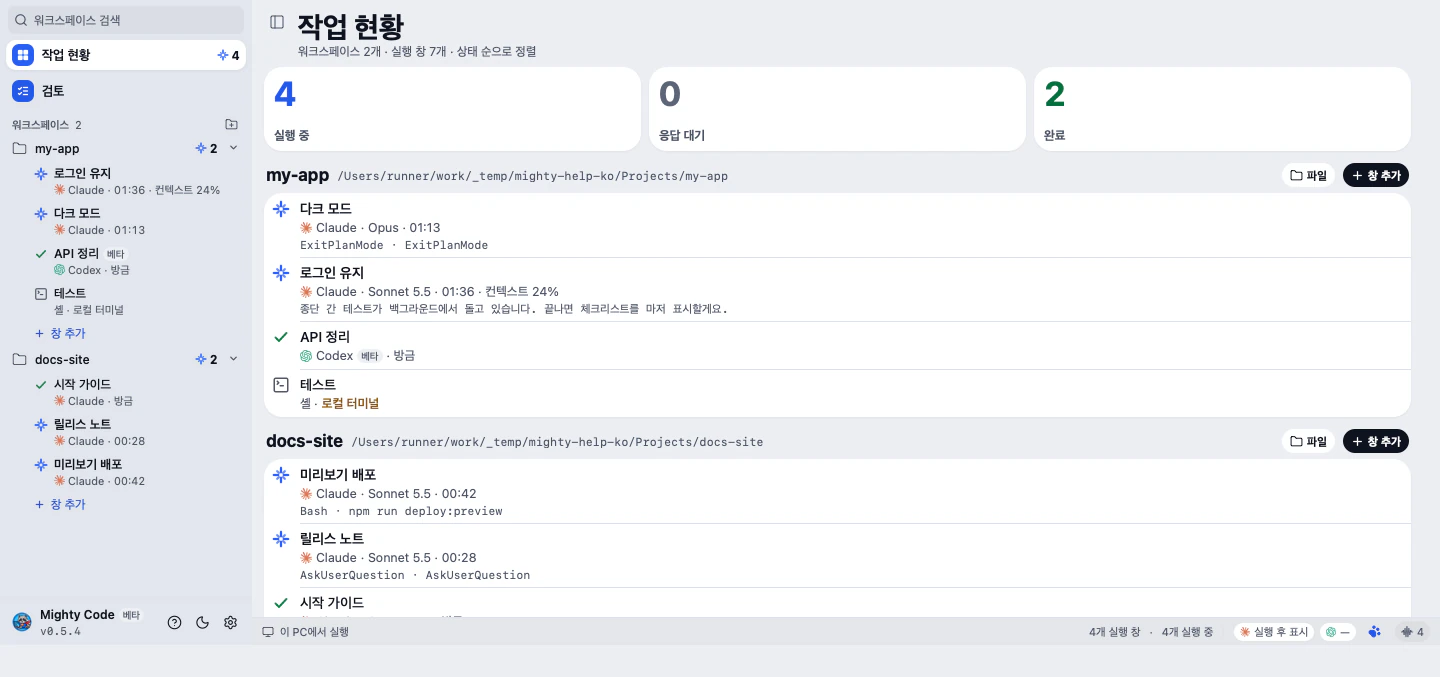 워크스페이스 검색
작업 현황 4
검토
워크스페이스 2
my-app 2
로그인 유지
Claude · 01:36 · 컨텍스트 24%
다크 모드
Claude · 01:13
API 정리 베타
Codex · 방금
테스트
셸 · 로컬 터미널
+ 창 추가
docs-site 2
시작 가이드
Claude · 방금
릴리스 노트
Claude · 00:28
미리보기 배포
Claude · 00:42
+ 창 추가
Mighty Code 베타
v0.5.4
작업 현황
워크스페이스 2개 · 실행 창 7개 · 상태 순으로 정렬
4
실행 중
0
응답 대기
2
완료
my-app /Users/runner/work/_temp/mighty-help-ko/Projects/my-app 파일 + 창 추가
다크 모드
Claude · Opus · 01:13
ExitPlanMode · ExitPlanMode
로그인 유지
Claude · Sonnet 5.5 · 01:36 · 컨텍스트 24%
종단 간 테스트가 백그라운드에서 돌고 있습니다. 끝나면 체크리스트를 마저 표시할게요.
API 정리
Codex 베타 · 방금
테스트
셸 · 로컬 터미널
docs-site /Users/runner/work/_temp/mighty-help-ko/Projects/docs-site 파일 + 창 추가
미리보기 배포
Claude · Sonnet 5.5 · 00:42
Bash · npm run deploy:preview
릴리스 노트
Claude · Sonnet 5.5 · 00:28
AskUserQuestion · AskUserQuestion
시작 가이드
이 PC에서 실행
4개 실행 창 · 4개 실행 중 실행 후 표시 — 4